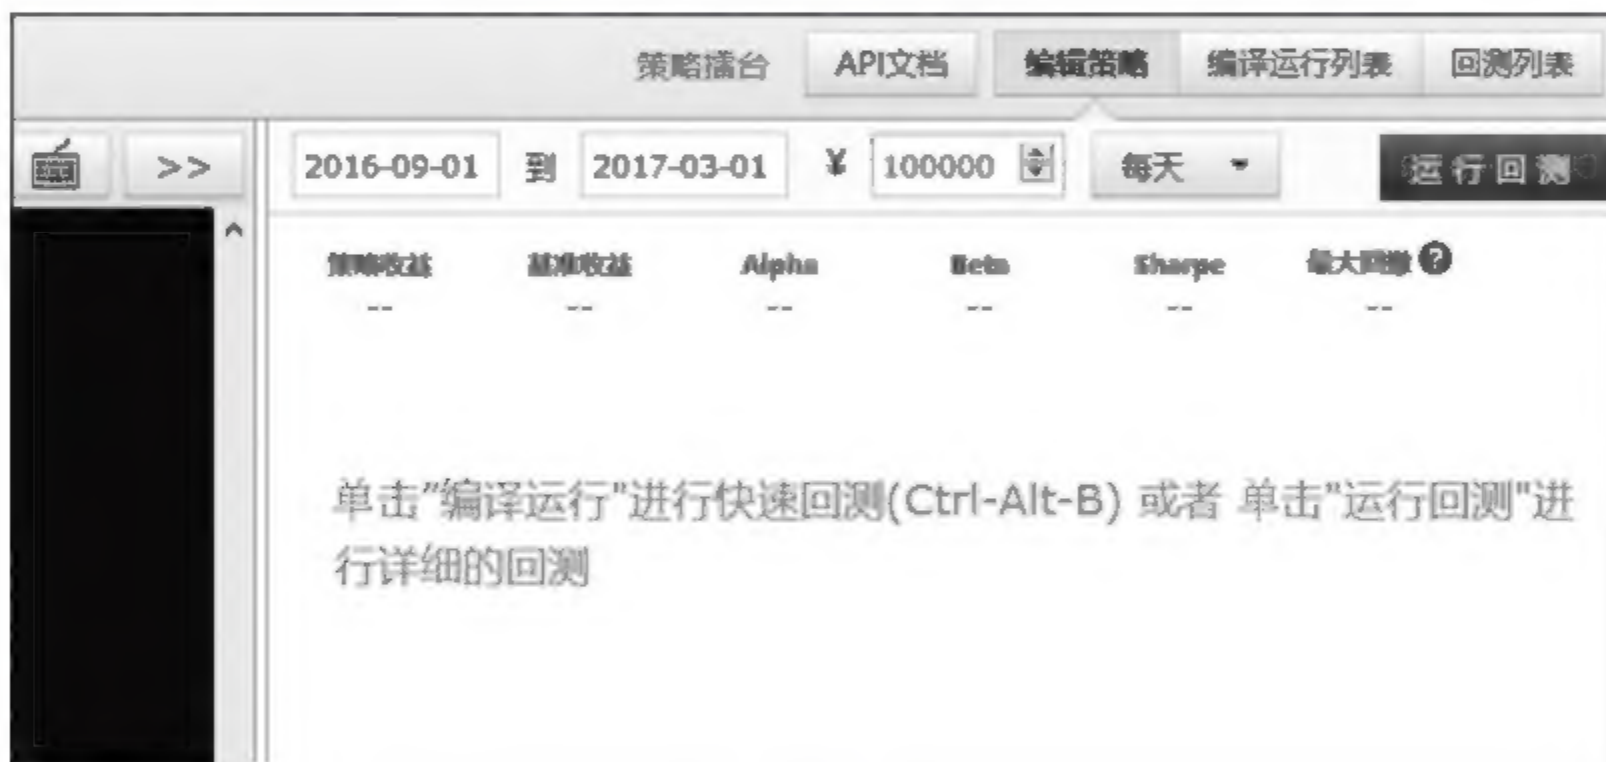 策略擂台 API文档 编辑策略 编译运行列表 回测列表
>> 2016-09-01 到 2017-03-01 ¥ 100000 每天 运行回测
策略收益 基准收益 Alpha Beta Sharpe 最大回撤 ?
-- -- -- -- -- --
单击"编译运行"进行快速回测(Ctrl-Alt-B) 或者 单击"运行回测"进
行详细的回测